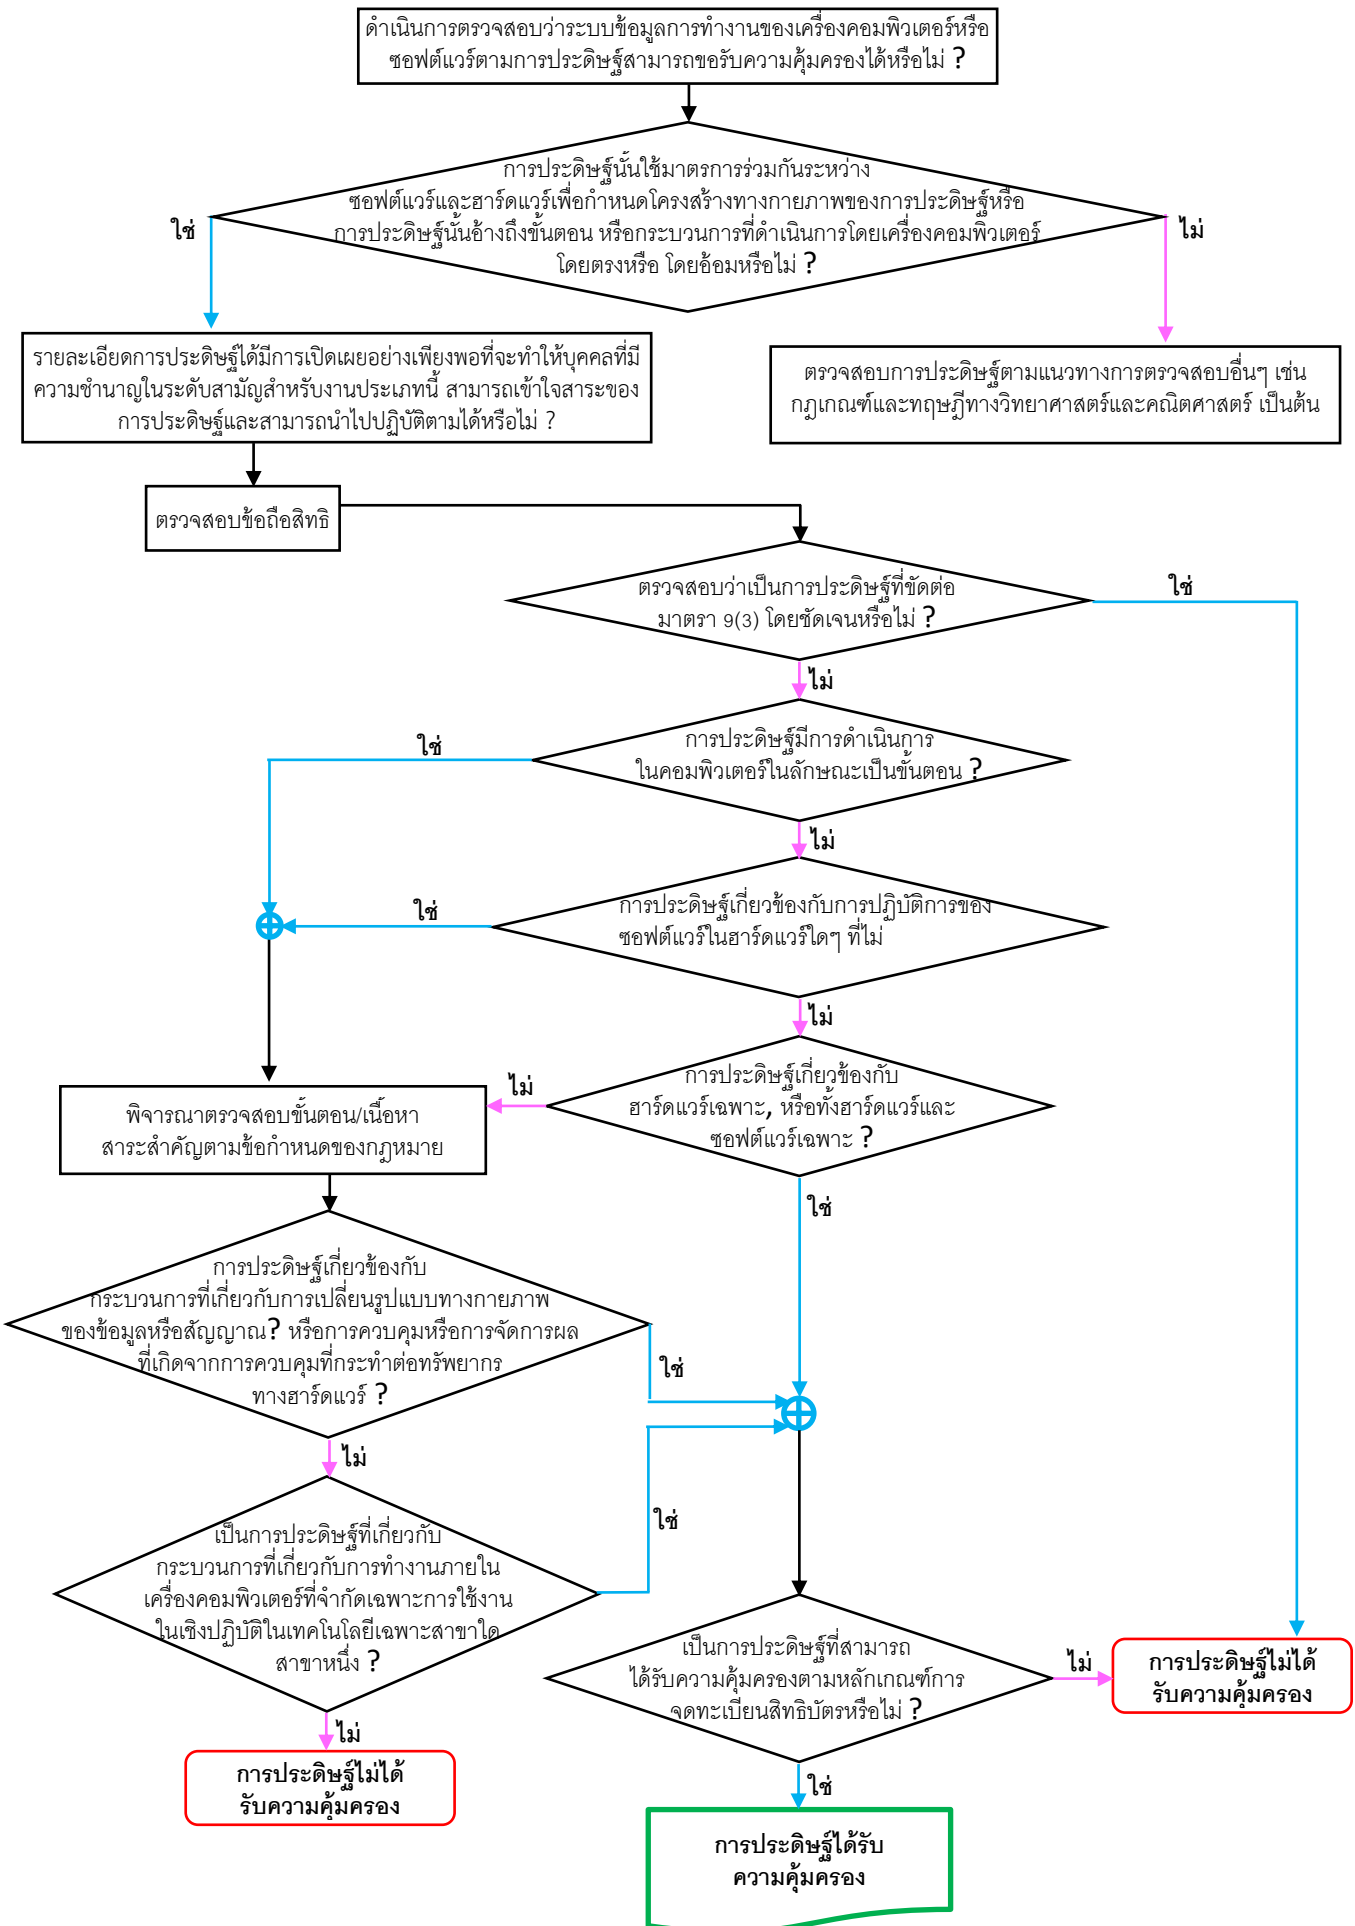 ดำเนินการตรวจสอบว่าระบบข้อมูลการทำงานของเครื่องคอมพิวเตอร์หรือ
ซอฟต์แวร์ตามการประดิษฐ์สามารถขอรับความคุ้มครองได้หรือไม่ ?
การประดิษฐ์นั้นใช้มาตรการร่วมกันระหว่าง
ซอฟต์แวร์และฮาร์ดแวร์เพื่อกำหนดโครงสร้างทางกายภาพของการประดิษฐ์หรือ
การประดิษฐ์นั้นอ้างถึงขั้นตอน หรือกระบวนการที่ดำเนินการโดยเครื่องคอมพิวเตอร์
โดยตรงหรือ โดยอ้อมหรือไม่ ?
ใช่
ไม่
รายละเอียดการประดิษฐ์ได้มีการเปิดเผยอย่างเพียงพอที่จะทำให้บุคคลที่มี
ความชำนาญในระดับสามัญสำหรับงานประเภทนี้ สามารถเข้าใจสาระของ
การประดิษฐ์และสามารถนำไปปฏิบัติตามได้หรือไม่ ?
ตรวจสอบการประดิษฐ์ตามแนวทางการตรวจสอบอื่นๆ เช่น
กฎเกณฑ์และทฤษฎีทางวิทยาศาสตร์และคณิตศาสตร์ เป็นต้น
ตรวจสอบข้อถือสิทธิ
ตรวจสอบว่าเป็นการประดิษฐ์ที่ขัดต่อ
มาตรา 9(3) โดยชัดเจนหรือไม่ ?
ใช่
ไม่
การประดิษฐ์มีการดำเนินการ
ในคอมพิวเตอร์ในลักษณะเป็นขั้นตอน ?
ใช่
ไม่
การประดิษฐ์เกี่ยวข้องกับการปฏิบัติการของ
ซอฟต์แวร์ในฮาร์ดแวร์ใดๆ ที่ไม่
ใช่
ไม่
การประดิษฐ์เกี่ยวข้องกับ
ฮาร์ดแวร์เฉพาะ, หรือทั้งฮาร์ดแวร์และ
ซอฟต์แวร์เฉพาะ ?
ไม่
ใช่
พิจารณาตรวจสอบขั้นตอน/เนื้อหา
สาระสำคัญตามข้อกำหนดของกฎหมาย
การประดิษฐ์เกี่ยวข้องกับ
กระบวนการที่เกี่ยวกับการเปลี่ยนรูปแบบทางกายภาพ
ของข้อมูลหรือสัญญาณ? หรือการควบคุมหรือการจัดการผล
ที่เกิดจากการควบคุมที่กระทำต่อทรัพยากร
ทางฮาร์ดแวร์ ?
ใช่
ไม่
เป็นการประดิษฐ์ที่เกี่ยวกับ
กระบวนการที่เกี่ยวกับการทำงานภายใน
เครื่องคอมพิวเตอร์ที่จำกัดเฉพาะการใช้งาน
ในเชิงปฏิบัติในเทคโนโลยีเฉพาะสาขาใด
สาขาหนึ่ง ?
ใช่
ไม่
การประดิษฐ์ไม่ได้
รับความคุ้มครอง
เป็นการประดิษฐ์ที่สามารถ
ได้รับความคุ้มครองตามหลักเกณฑ์การ
จดทะเบียนสิทธิบัตรหรือไม่ ?
ไม่
การประดิษฐ์ไม่ได้
รับความคุ้มครอง
ใช่
การประดิษฐ์ได้รับ
ความคุ้มครอง